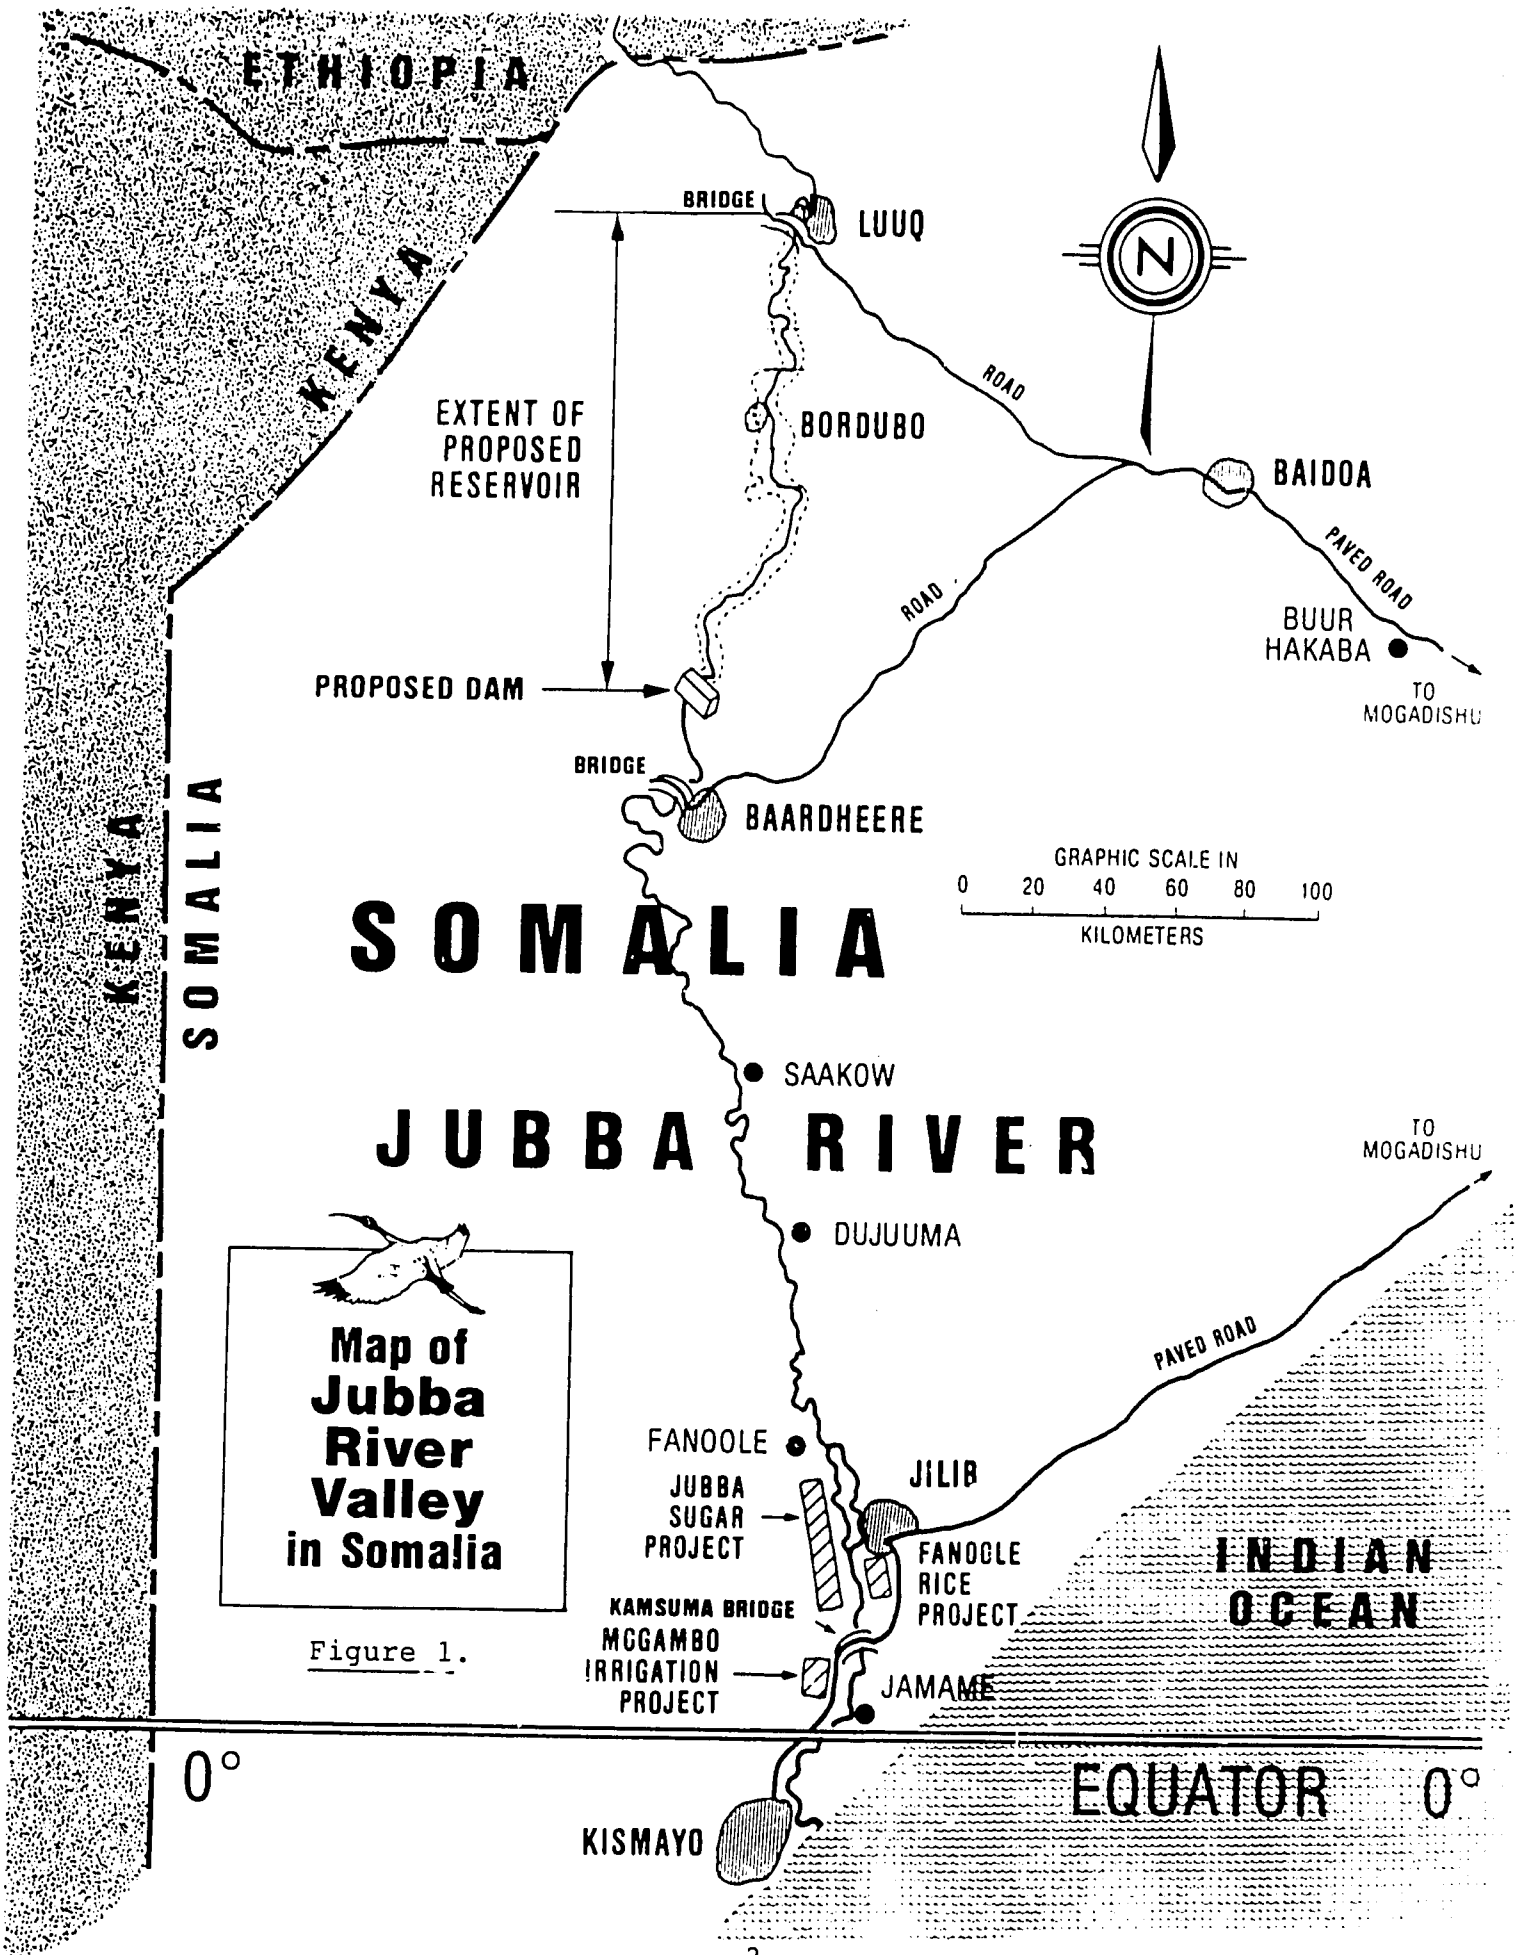 ETHIOPIA
KENYA
BRIDGE
LUUQ
N
ROAD
EXTENT OF
PROPOSED
RESERVOIR
BORDUBO
BAIDOA
PAVED ROAD
ROAD
BUUR
HAKABA
TO
MOGADISHU
PROPOSED DAM
BRIDGE
BAARDHEERE
KENYA
SOMALIA
GRAPHIC SCALE IN
0 20 40 60 80 100
KILOMETERS
SOMALIA
SAAKOW
JUBBA RIVER
TO
MOGADISHU
DUJUUMA
PAVED ROAD
Map of
Jubba
River
Valley
in Somalia
Figure 1.
FANOOLE
JILIB
JUBBA
SUGAR
PROJECT
FANOOLE
RICE
PROJECT
KAMSUMA BRIDGE
MOGAMBO
IRRIGATION
PROJECT
JAMAME
INDIAN
OCEAN
0°
EQUATOR 0°
KISMAYO